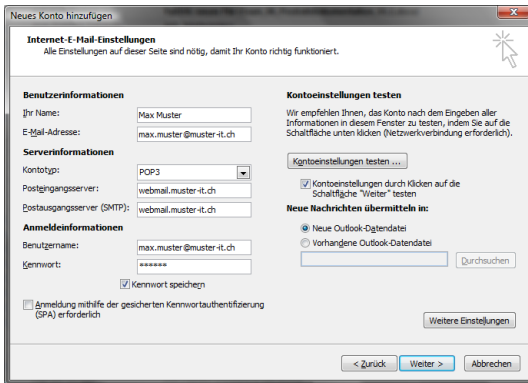 Neues Konto hinzufügen
Internet-E-Mail-Einstellungen
Alle Einstellungen auf dieser Seite sind nötig, damit Ihr Konto richtig funktioniert.
Benutzerinformationen
Ihr Name:
Max Muster
E-Mail-Adresse:
max.muster@muster-it.ch
Serverinformationen
Kontotyp:
POP3
Posteingangsserver:
webmail.muster-it.ch
Postausgangsserver (SMTP):
webmail.muster-it.ch
Anmeldeinformationen
Benutzername:
max.muster@muster-it.ch
Kennwort:
******
Kennwort speichern
Anmeldung mithilfe der gesicherten Kennwortauthentifizierung
(SPA) erforderlich
Kontoeinstellungen testen
Wir empfehlen Ihnen, das Konto nach dem Eingeben aller
Informationen in diesem Fenster zu testen, indem Sie auf die
Schaltfläche unten klicken (Netzwerkverbindung erforderlich).
Kontoeinstellungen testen ...
Kontoeinstellungen durch Klicken auf die
Schaltfläche "Weiter" testen
Neue Nachrichten übermitteln in:
Neue Outlook-Datendatei
Vorhandene Outlook-Datendatei
Durchsuchen
Weitere Einstellungen
< Zurück
Weiter >
Abbrechen